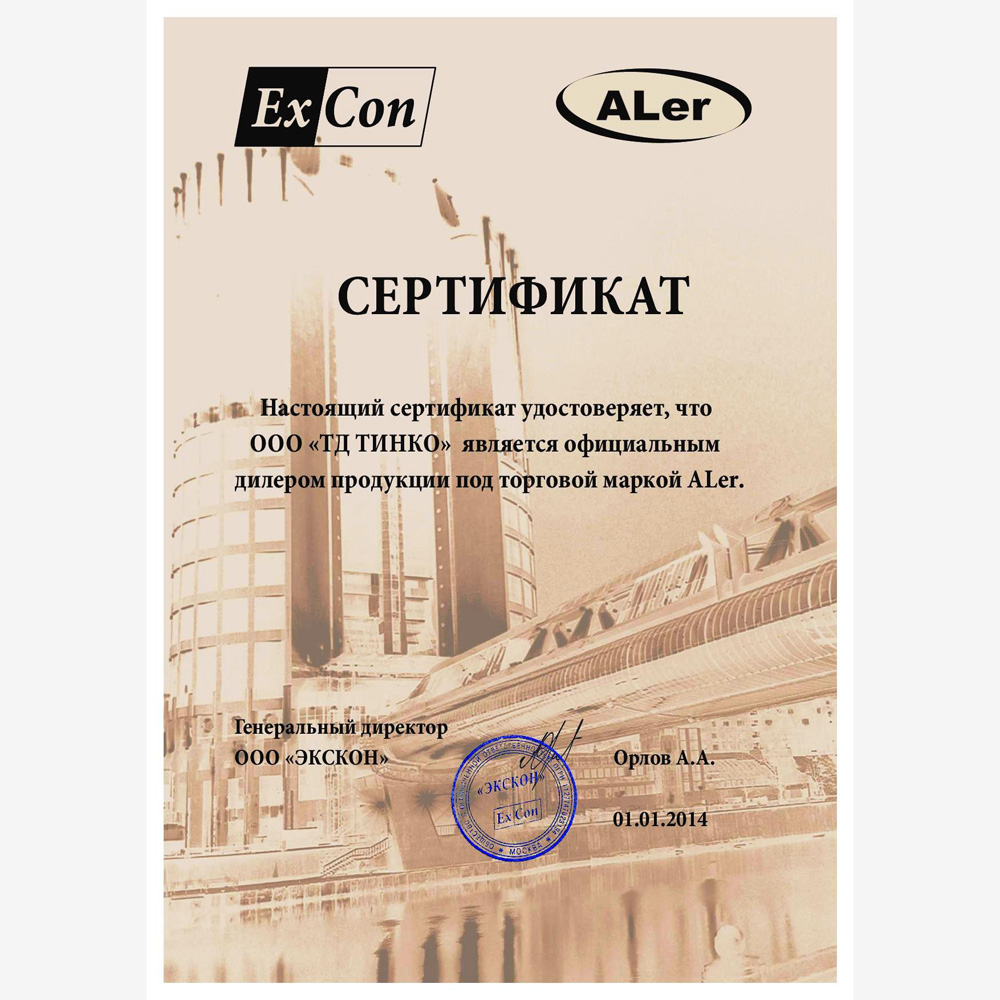 ExCon
ALer
СЕРТИФИКАТ
Настоящий сертификат удостоверяет, что
ООО «ТД ТИНКО» является официальным
дилером продукции под торговой маркой ALer.
Генеральный директор
ООО «ЭКСКОН»
Орлов А.А.
01.01.2014
«ЭКСКОН»
Ex Con
МОСКВА